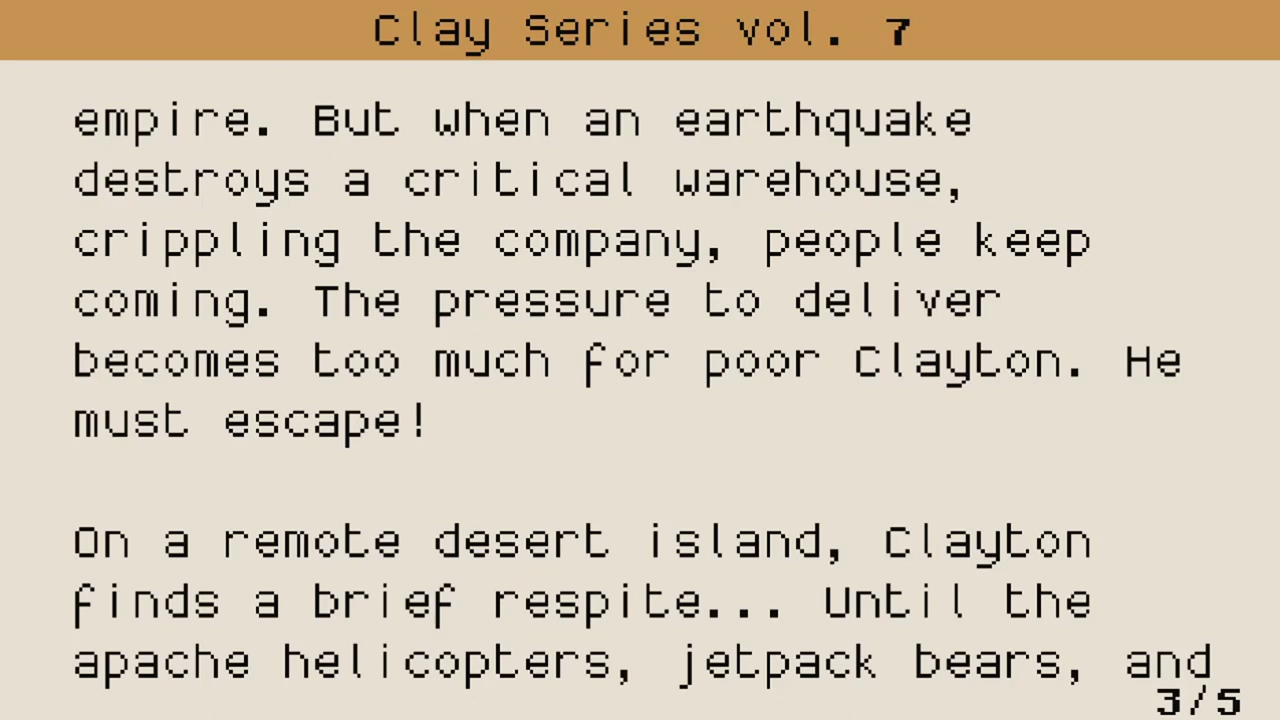 Clay Series vol. 7
empire. But when an earthquake
destroys a critical warehouse,
crippling the company, people keep
coming. The pressure to deliver
becomes too much for poor Clayton. He
must escape!
On a remote desert island, Clayton
finds a brief respite... Until the
apache helicopters, jetpack bears, and
3/5